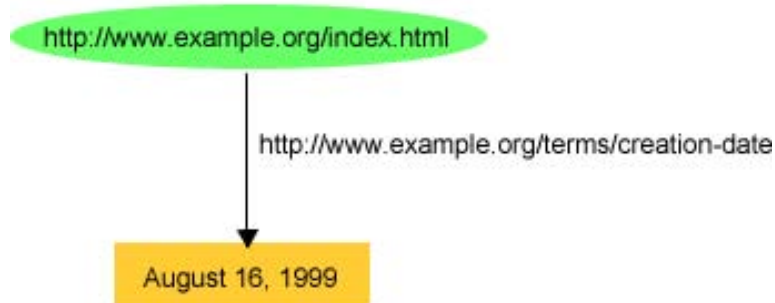 http://www.example.org/index.html
http://www.example.org/terms/creation-date
August 16, 1999